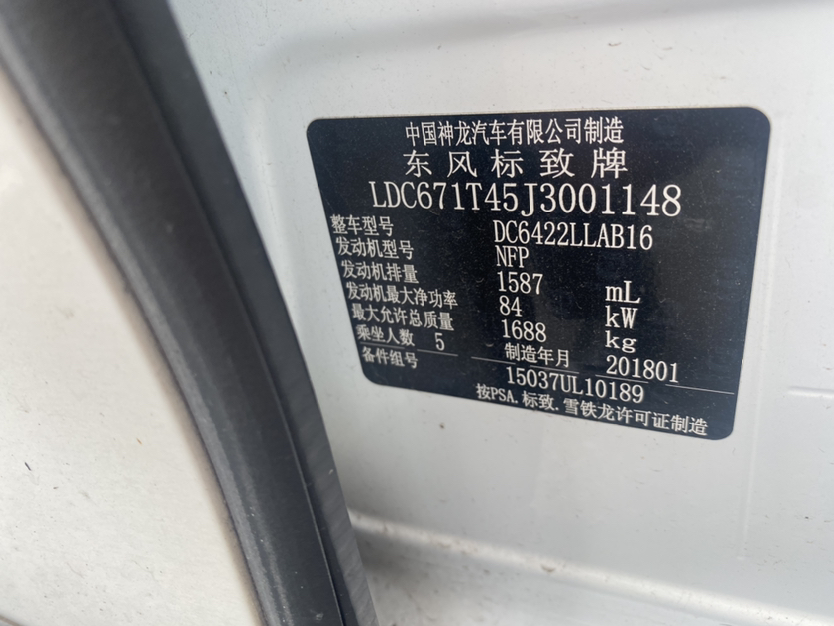 中国神龙汽车有限公司制造
东风标致牌
LDC671T45J3001148
整车型号 DC6422LLAB16
发动机型号 NFP
发动机排量 1587 mL
发动机最大净功率 84 kW
最大允许总质量 1688 kg
乘坐人数 5 制造年月 201801
备件组号 15037UL10189
按PSA.标致.雪铁龙许可证制造